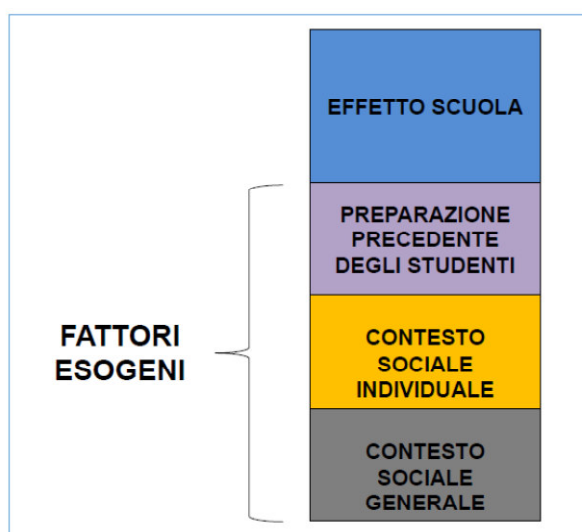 EFFETTO SCUOLA
PREPARAZIONE
PRECEDENTE
DEGLI STUDENTI
FATTORI
ESOGENI
CONTESTO
SOCIALE
INDIVIDUALE
CONTESTO
SOCIALE
GENERALE